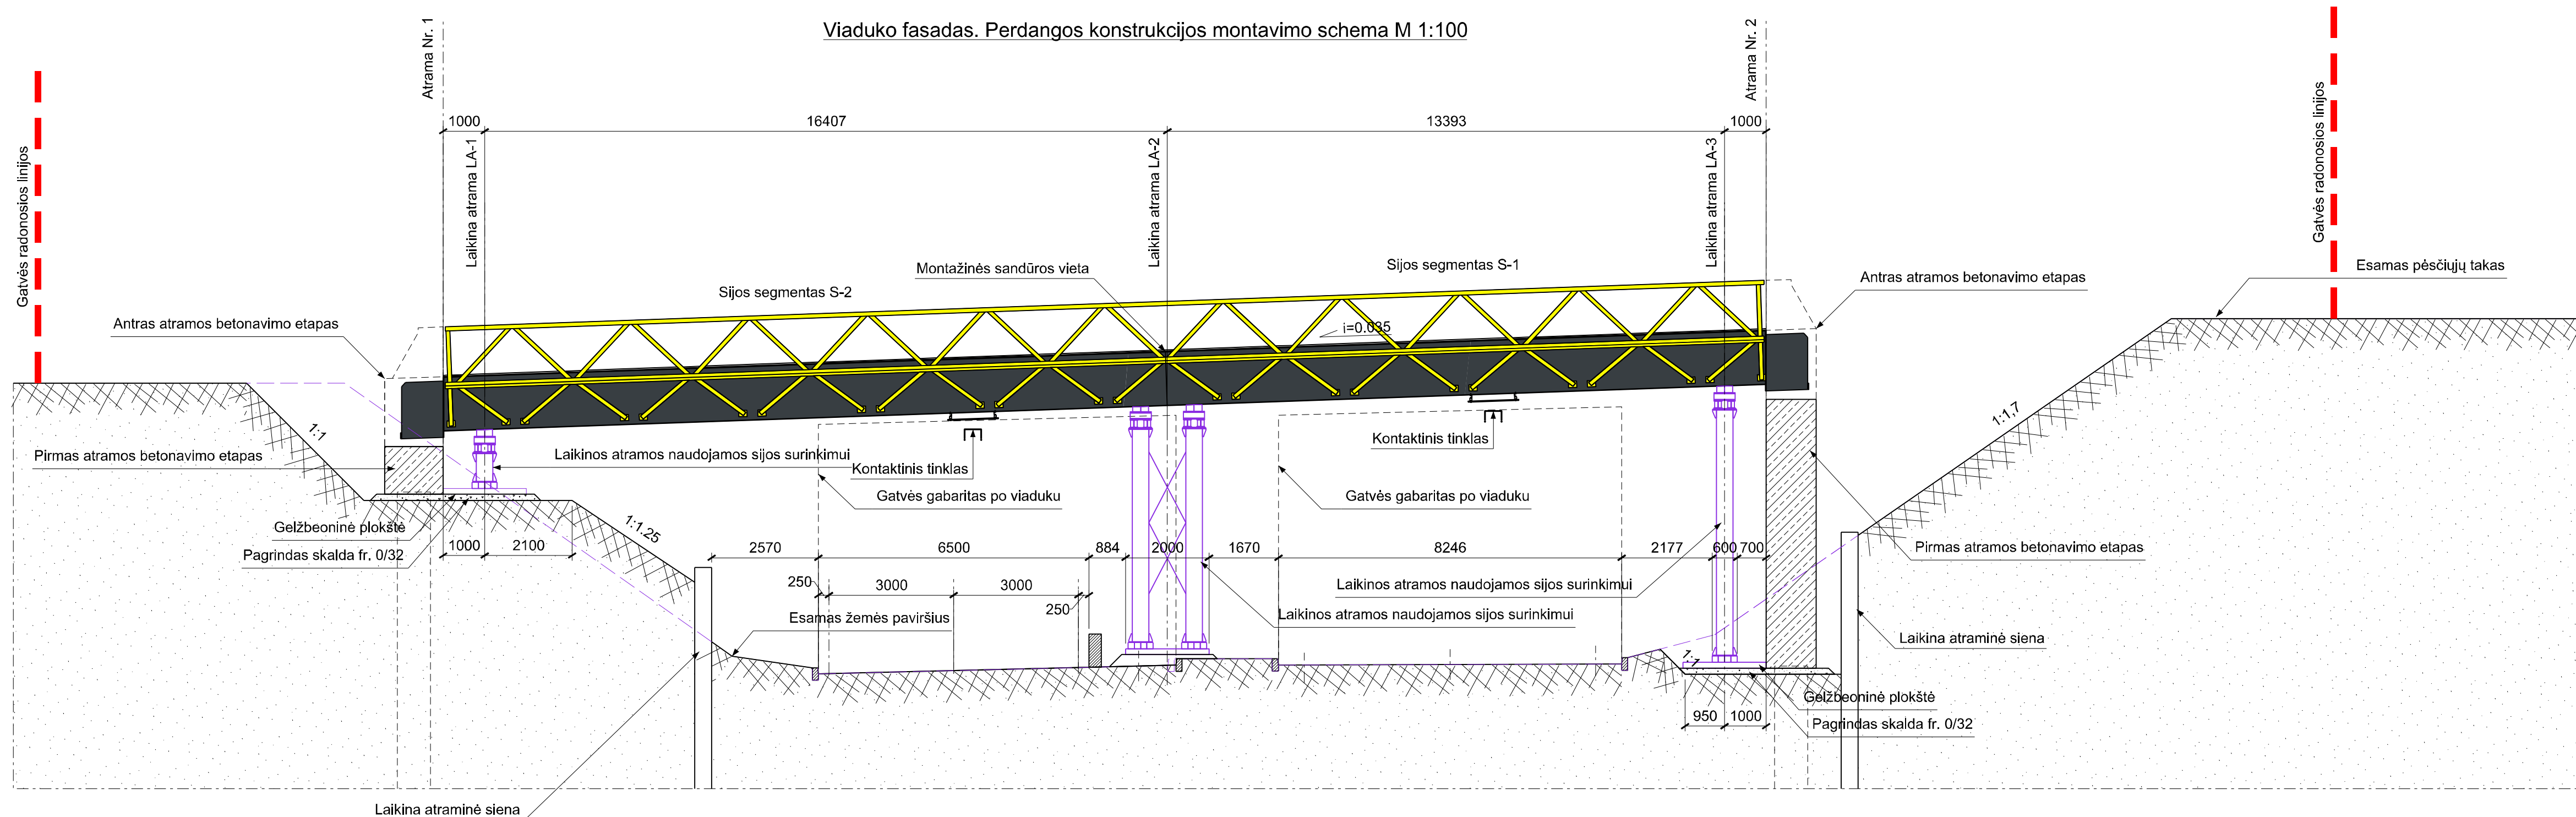 Viaduko fasadas. Perdangos konstrukcijos montavimo schema M 1:100
Atrama Nr. 1
Atrama Nr. 2
Gatvės radonosios linijos
Gatvės radonosios linijos
1000
16407
13393
1000
Laikina atrama LA-1
Laikina atrama LA-2
Laikina atrama LA-3
Montažinės sandūros vieta
Sijos segmentas S-1
Sijos segmentas S-2
Esamas pėsčiųjų takas
Antras atramos betonavimo etapas
Antras atramos betonavimo etapas
i=0.035
1:1
1:1,7
Pirmas atramos betonavimo etapas
Laikinos atramos naudojamos sijos surinkimui
Kontaktinis tinklas
Kontaktinis tinklas
Gatvės gabaritas po viaduku
Gatvės gabaritas po viaduku
Gelžbeoninė plokštė
1:1.25
Pagrindas skalda fr. 0/32
1000
2100
2570
6500
884
2000
1670
8246
2177
600
700
Pirmas atramos betonavimo etapas
250
3000
3000
250
Laikinos atramos naudojamos sijos surinkimui
Laikinos atramos naudojamos sijos surinkimui
Esamas žemės paviršius
Laikina atraminė siena
1:1
Gelžbeoninė plokštė
950
1000
Pagrindas skalda fr. 0/32
Laikina atraminė siena